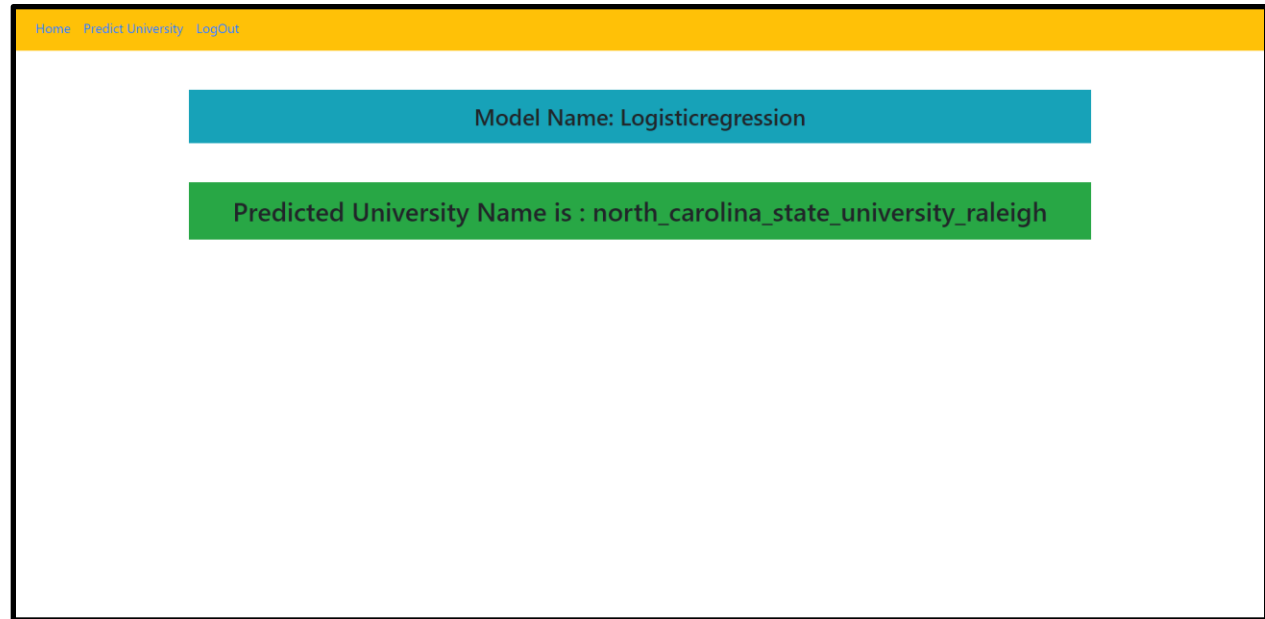 Home Predict University LogOut
Model Name: Logisticregression
Predicted University Name is : north_carolina_state_university_raleigh